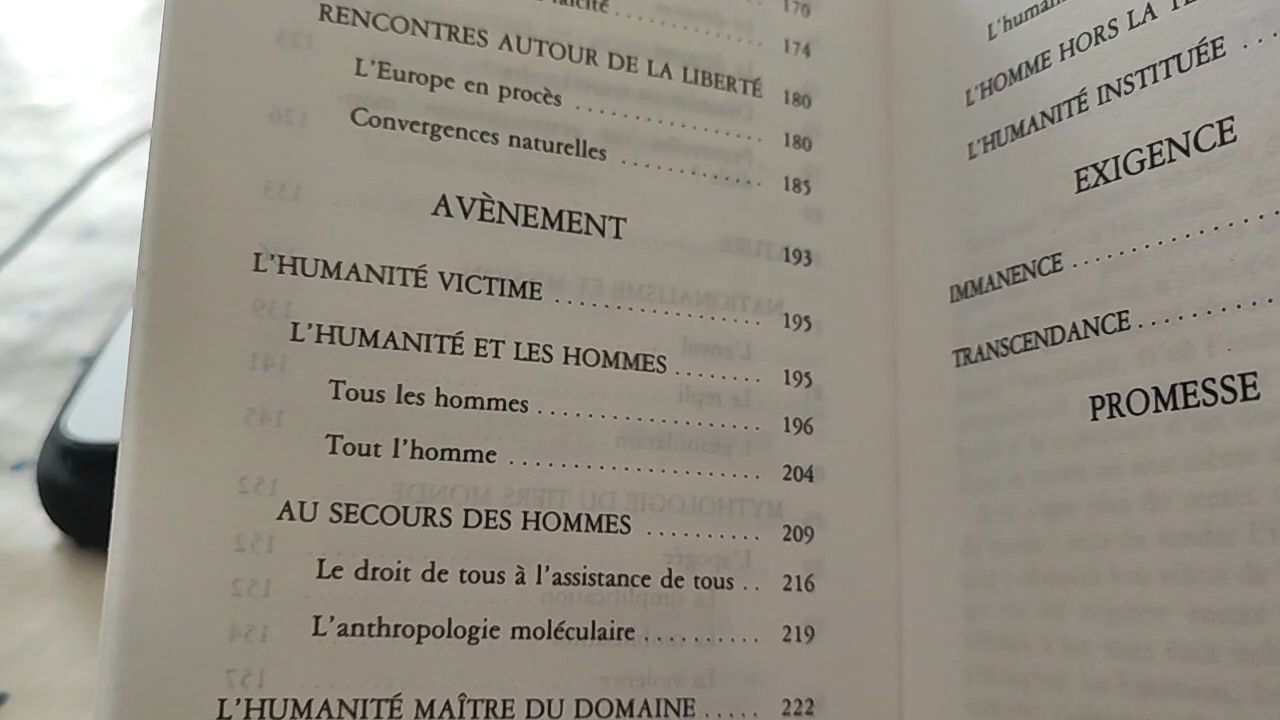 170
174
RENCONTRES AUTOUR DE LA LIBERTÉ 180
L'Europe en procès .................. 180
Convergences naturelles ............ 185
AVÈNEMENT
193
L'HUMANITÉ VICTIME .................. 195
L'HUMANITÉ ET LES HOMMES ........ 195
Tous les hommes .................... 196
Tout l'homme ...................... 204
AU SECOURS DES HOMMES .......... 209
Le droit de tous à l'assistance de tous .. 216
L'anthropologie moléculaire .......... 219
L'HUMANITÉ MAÎTRE DU DOMAINE ..... 222
L'HOMME HORS LA
L'HUMANITÉ INSTITUÉE ...
EXIGENCE
IMMANENCE ..................
TRANSCENDANCE ............
PROMESSE